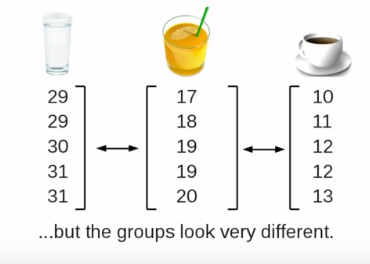 29 17 10
29 18 11
30 19 12
31 19 12
31 20 13
...but the groups look very different.